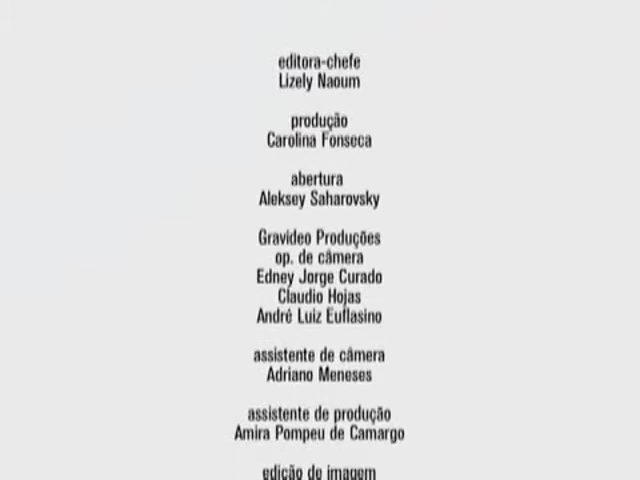 editora-chefe
Lizely Naoum
produção
Carolina Fonseca
abertura
Aleksey Saharovsky
Gravideo Produções
op. de câmera
Edney Jorge Curado
Claudio Hojas
André Luiz Euflasino
assistente de câmera
Adriano Meneses
assistente de produção
Amira Pompeu de Camargo
edição de imagem